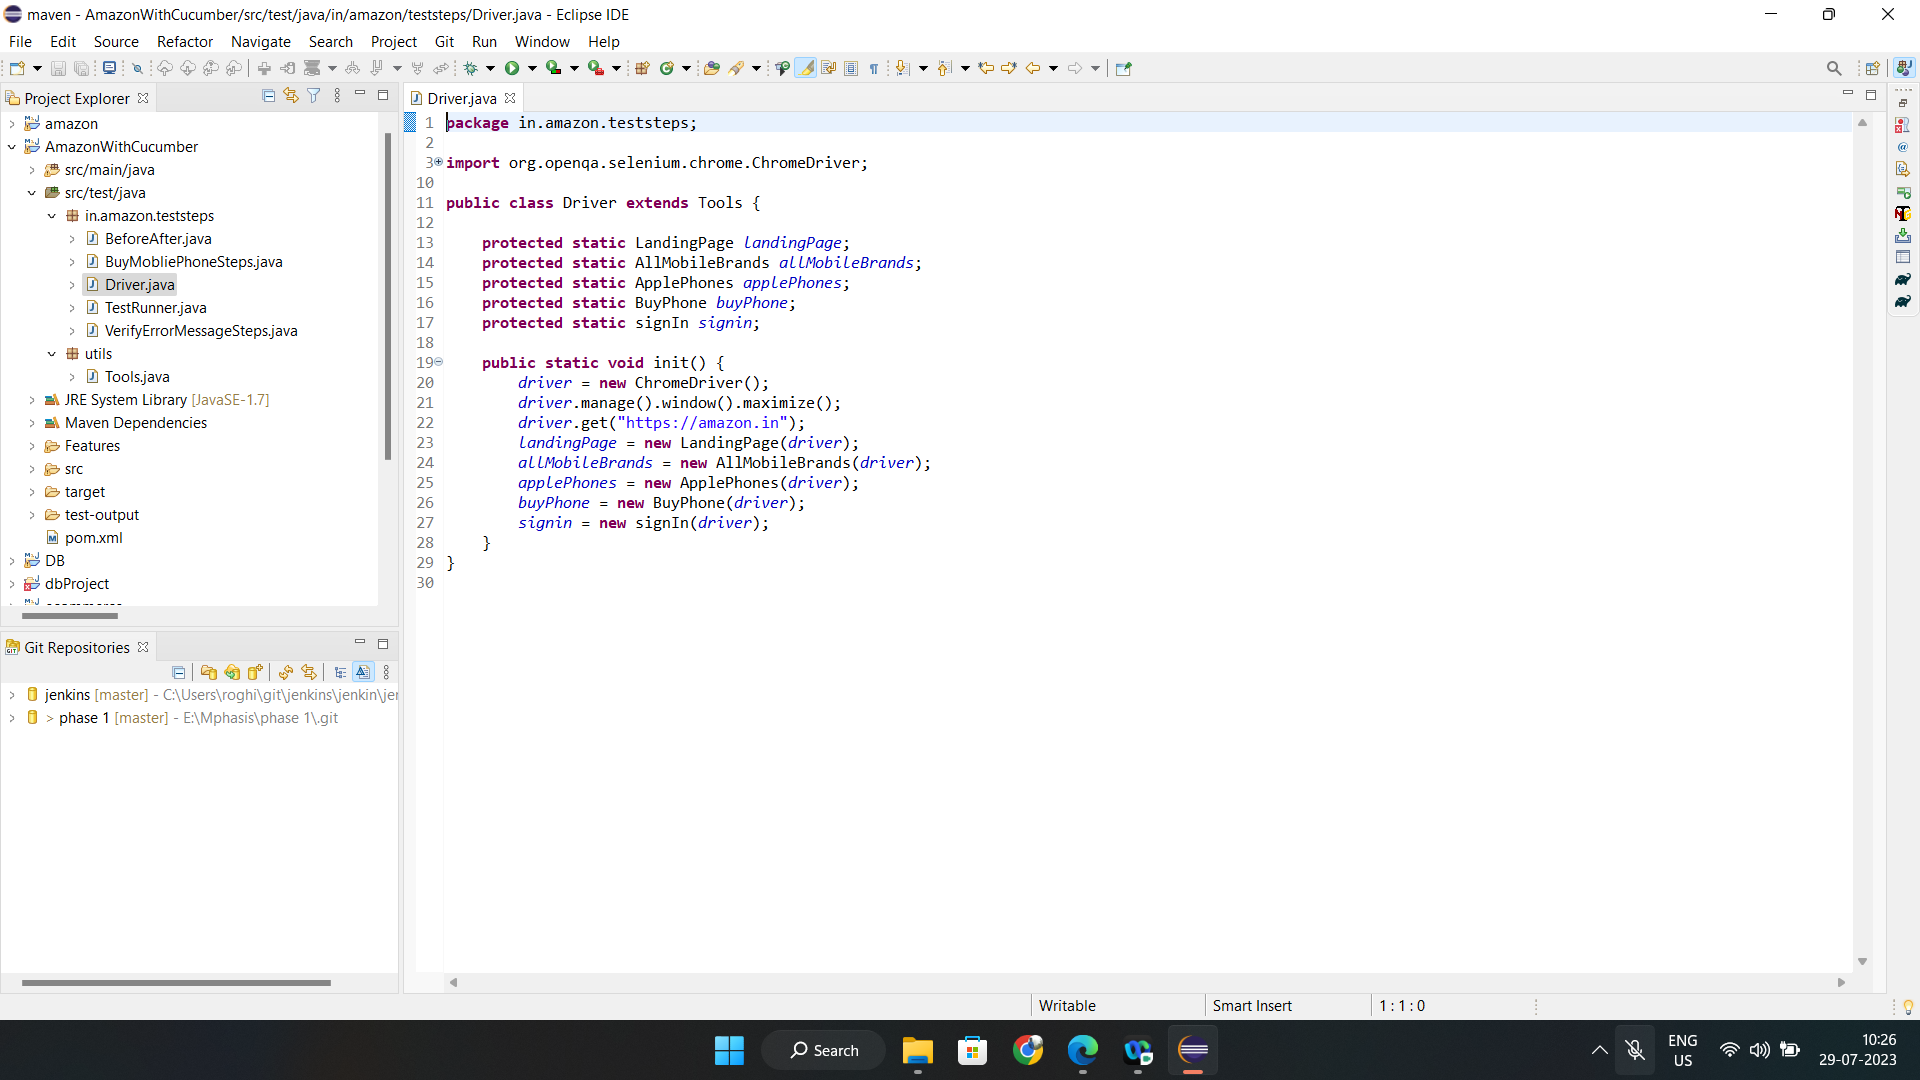 maven - AmazonWithCucumber/src/test/java/in/amazon/teststeps/Driver.java - Eclipse IDE
File Edit Source Refactor Navigate Search Project Git Run Window Help
Project Explorer
amazon
AmazonWithCucumber
src/main/java
src/test/java
in.amazon.teststeps
BeforeAfter.java
BuyMobliePhoneSteps.java
Driver.java
TestRunner.java
VerifyErrorMessageSteps.java
utils
Tools.java
JRE System Library [JavaSE-1.7]
Maven Dependencies
Features
src
target
test-output
pom.xml
DB
dbProject
Git Repositories
jenkins [master] - C:\Users\roghi\git\jenkins\jenkin\jer
> phase 1 [master] - E:\Mphasis\phase 1\.git
Driver.java
1 package in.amazon.teststeps;
2
3 import org.openqa.selenium.chrome.ChromeDriver;
10
11 public class Driver extends Tools {
12
13 protected static LandingPage landingPage;
14 protected static AllMobileBrands allMobileBrands;
15 protected static ApplePhones applePhones;
16 protected static BuyPhone buyPhone;
17 protected static signIn signin;
18
19 public static void init() {
20 driver = new ChromeDriver();
21 driver.manage().window().maximize();
22 driver.get("https://amazon.in");
23 landingPage = new LandingPage(driver);
24 allMobileBrands = new AllMobileBrands(driver);
25 applePhones = new ApplePhones(driver);
26 buyPhone = new BuyPhone(driver);
27 signin = new signIn(driver);
28 }
29 }
30
Writable Smart Insert 1 : 1 : 0
Search
ENG
US
10:26
29-07-2023